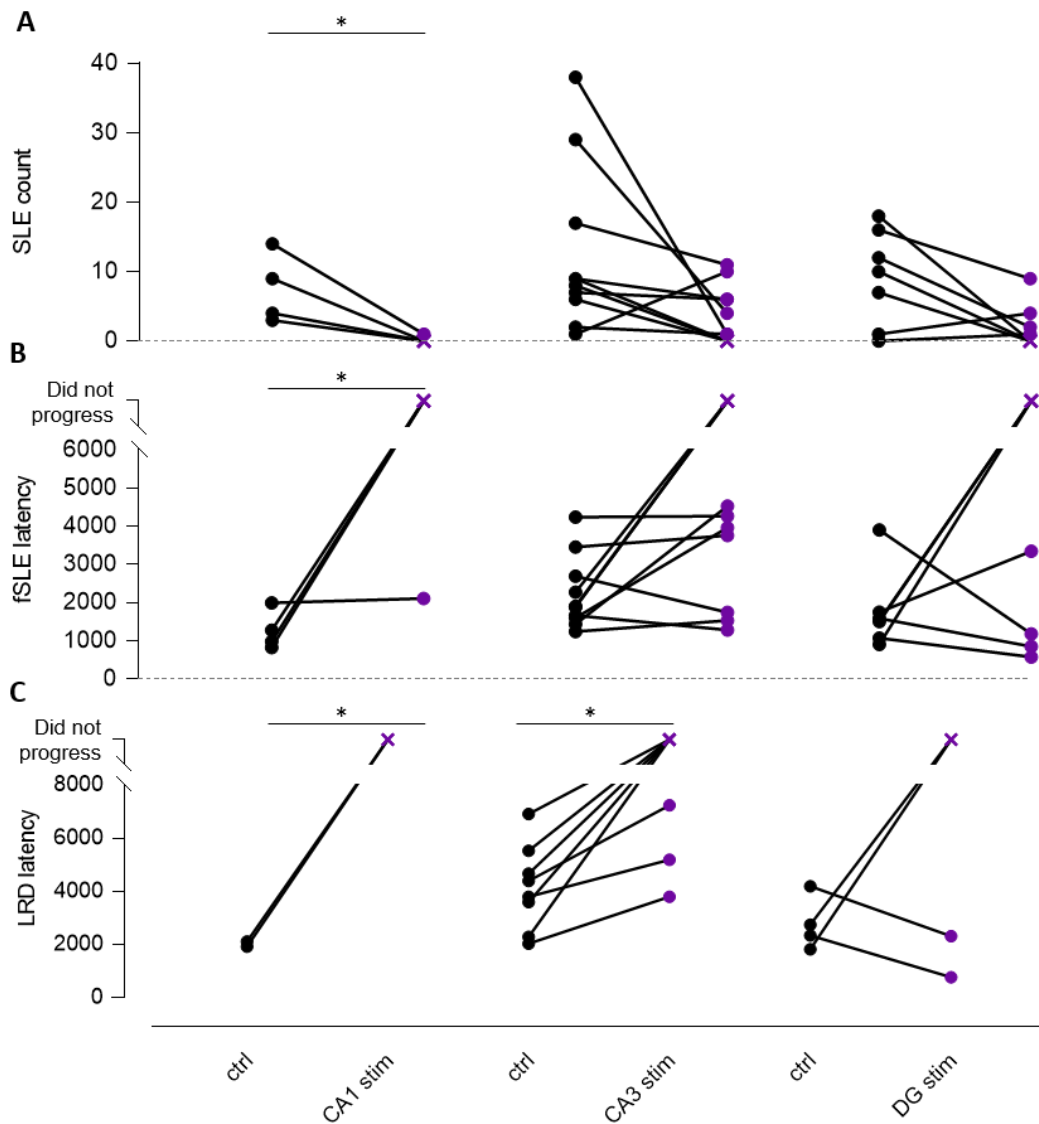 A
*
40
30
20
10
0
SLE count
B
*
Did not
progress
6000
5000
4000
3000
2000
1000
0
fSLE latency
C
* *
Did not
progress
8000
6000
4000
2000
0
LRD latency
ctrl CA1 stim ctrl CA3 stim ctrl DG stim